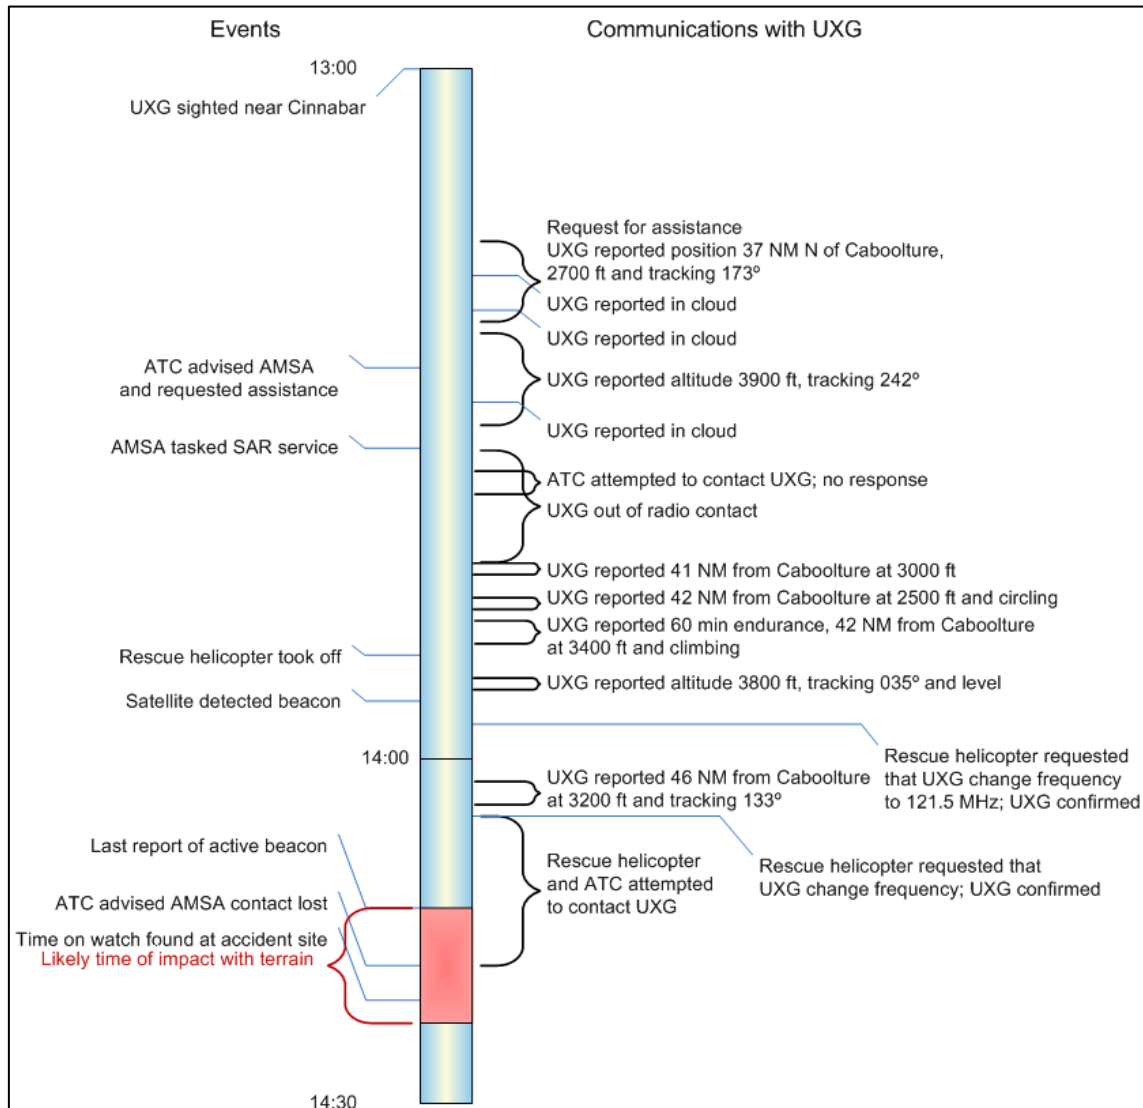 Events
Communications with UXG
13:00
UXG sighted near Cinnabar
Request for assistance
UXG reported position 37 NM N of Caboolture,
2700 ft and tracking 173º
UXG reported in cloud
UXG reported in cloud
ATC advised AMSA
and requested assistance
UXG reported altitude 3900 ft, tracking 242º
UXG reported in cloud
AMSA tasked SAR service
ATC attempted to contact UXG; no response
UXG out of radio contact
UXG reported 41 NM from Caboolture at 3000 ft
UXG reported 42 NM from Caboolture at 2500 ft and circling
UXG reported 60 min endurance, 42 NM from Caboolture
at 3400 ft and climbing
Rescue helicopter took off
UXG reported altitude 3800 ft, tracking 035º and level
Satellite detected beacon
Rescue helicopter requested
that UXG change frequency
to 121.5 MHz; UXG confirmed
14:00
UXG reported 46 NM from Caboolture
at 3200 ft and tracking 133º
Last report of active beacon
Rescue helicopter
and ATC attempted
to contact UXG
Rescue helicopter requested that
UXG change frequency; UXG confirmed
ATC advised AMSA contact lost
Time on watch found at accident site
Likely time of impact with terrain
14:30